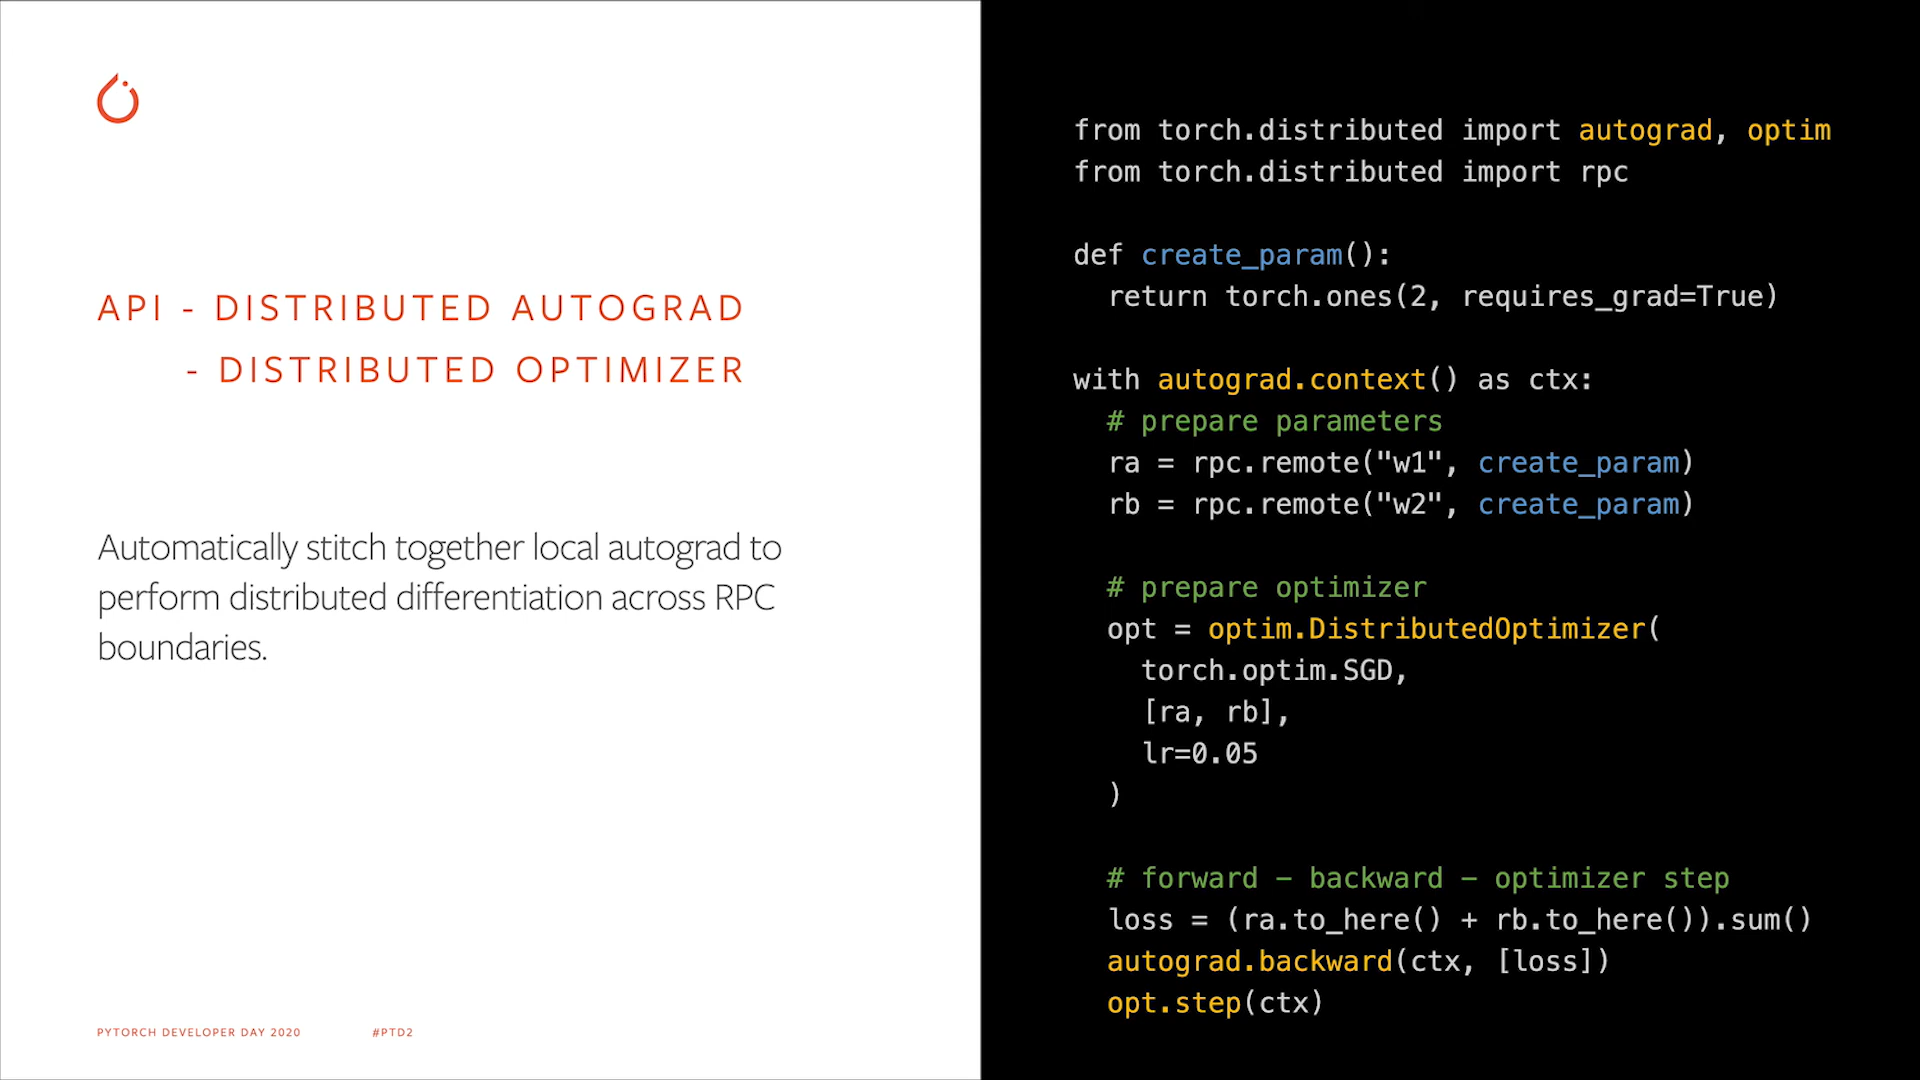 API - DISTRIBUTED AUTOGRAD
- DISTRIBUTED OPTIMIZER
Automatically stitch together local autograd to
perform distributed differentiation across RPC
boundaries.
PYTORCH DEVELOPER DAY 2020 #PTD2
from torch.distributed import autograd, optim
from torch.distributed import rpc
def create_param():
  return torch.ones(2, requires_grad=True)
with autograd.context() as ctx:
  # prepare parameters
  ra = rpc.remote("w1", create_param)
  rb = rpc.remote("w2", create_param)
  # prepare optimizer
  opt = optim.DistributedOptimizer(
    torch.optim.SGD,
    [ra, rb],
    lr=0.05
  )
  # forward – backward – optimizer step
  loss = (ra.to_here() + rb.to_here()).sum()
  autograd.backward(ctx, [loss])
  opt.step(ctx)